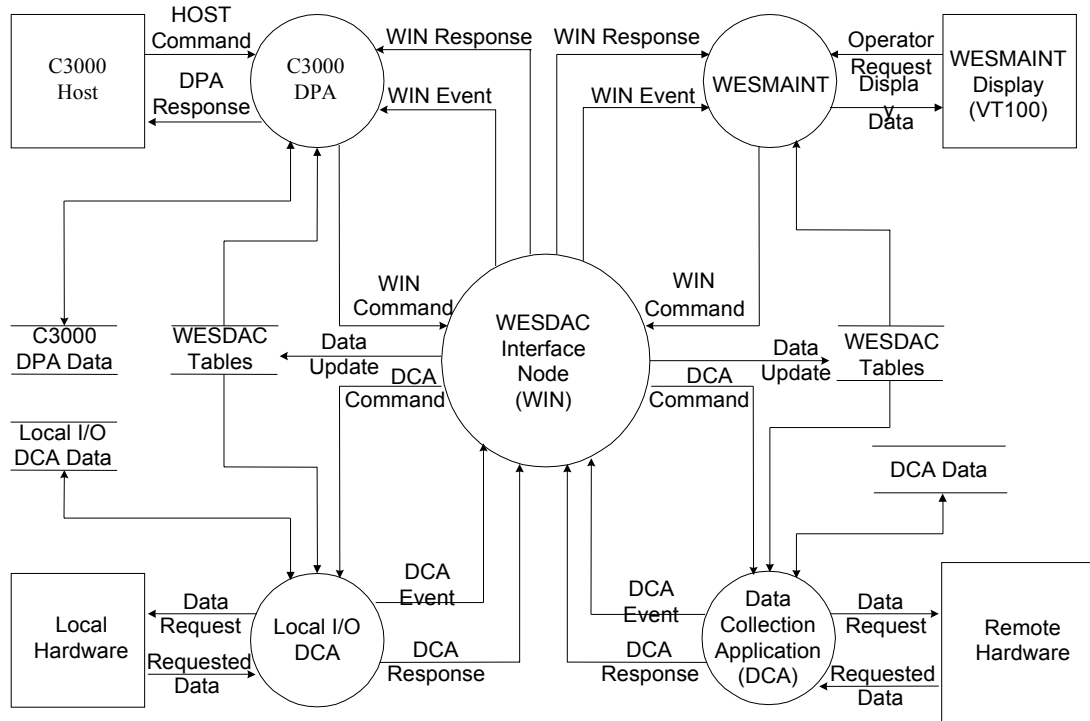 C3000
Host
HOST
Command
DPA
Response
C3000
DPA
WIN Response
WIN Event
WIN Response
WIN Event
WESMAINT
Operator
Request
Displa
y
Data
WESMAINT
Display
(VT100)
C3000
DPA Data
WESDAC
Tables
WIN
Command
Data
Update
WESDAC
Interface
Node
(WIN)
WIN
Command
Data
Update
WESDAC
Tables
DCA
Command
DCA
Command
Local I/O
DCA Data
DCA Data
Local
Hardware
Data
Request
Requested
Data
Local I/O
DCA
DCA
Event
DCA
Response
DCA
Event
DCA
Response
Data
Collection
Application
(DCA)
Data
Request
Requested
Data
Remote
Hardware